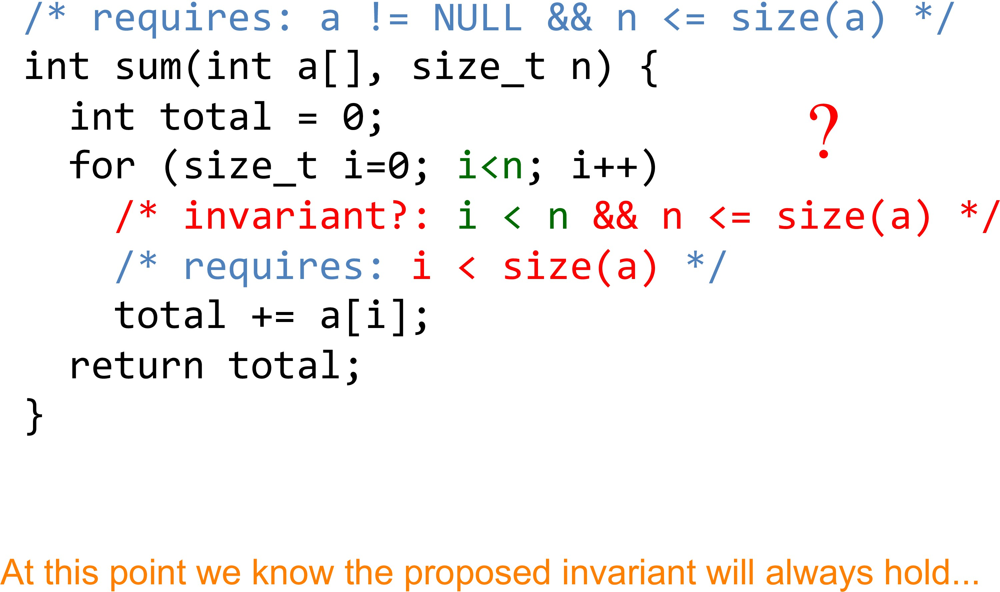 /* requires: a != NULL && n <= size(a) */
int sum(int a[], size_t n) {
int total = 0;
?
for (size_t i=0; i<n; i++)
/* invariant?: i < n && n <= size(a) */
/* requires: i < size(a) */
total += a[i];
return total;
}
At this point we know the proposed invariant will always hold...